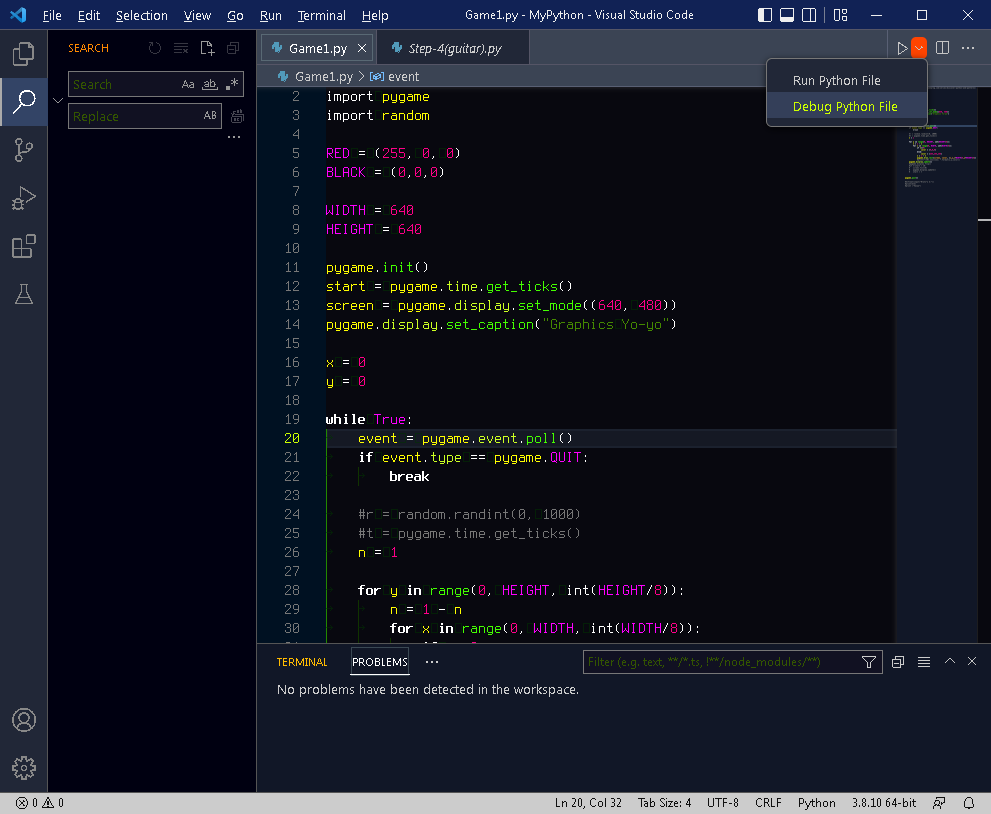 File Edit Selection View Go Run Terminal Help Game1.py - MyPython - Visual Studio Code
SEARCH
Search Aa ab .*
Replace AB
Game1.py Step-4(guitar).py
Game1.py > event
Run Python File
Debug Python File
2 import pygame
3 import random
4
5 RED = (255, 0, 0)
6 BLACK = (0,0,0)
7
8 WIDTH = 640
9 HEIGHT = 640
10
11 pygame.init()
12 start = pygame.time.get_ticks()
13 screen = pygame.display.set_mode((640, 480))
14 pygame.display.set_caption("Graphics Yo-yo")
15
16 x = 0
17 y = 0
18
19 while True:
20 event = pygame.event.poll()
21 if event.type == pygame.QUIT:
22 break
23
24 #r = random.randint(0, 1000)
25 #t = pygame.time.get_ticks()
26 n = 1
27
28 for y in range(0, HEIGHT, int(HEIGHT/8)):
29 n = 1 - n
30 for x in range(0, WIDTH, int(WIDTH/8)):
TERMINAL PROBLEMS ...
Filter (e.g. text, **/*.ts, !**/node_modules/**)
No problems have been detected in the workspace.
0 0 Ln 20, Col 32 Tab Size: 4 UTF-8 CRLF Python 3.8.10 64-bit